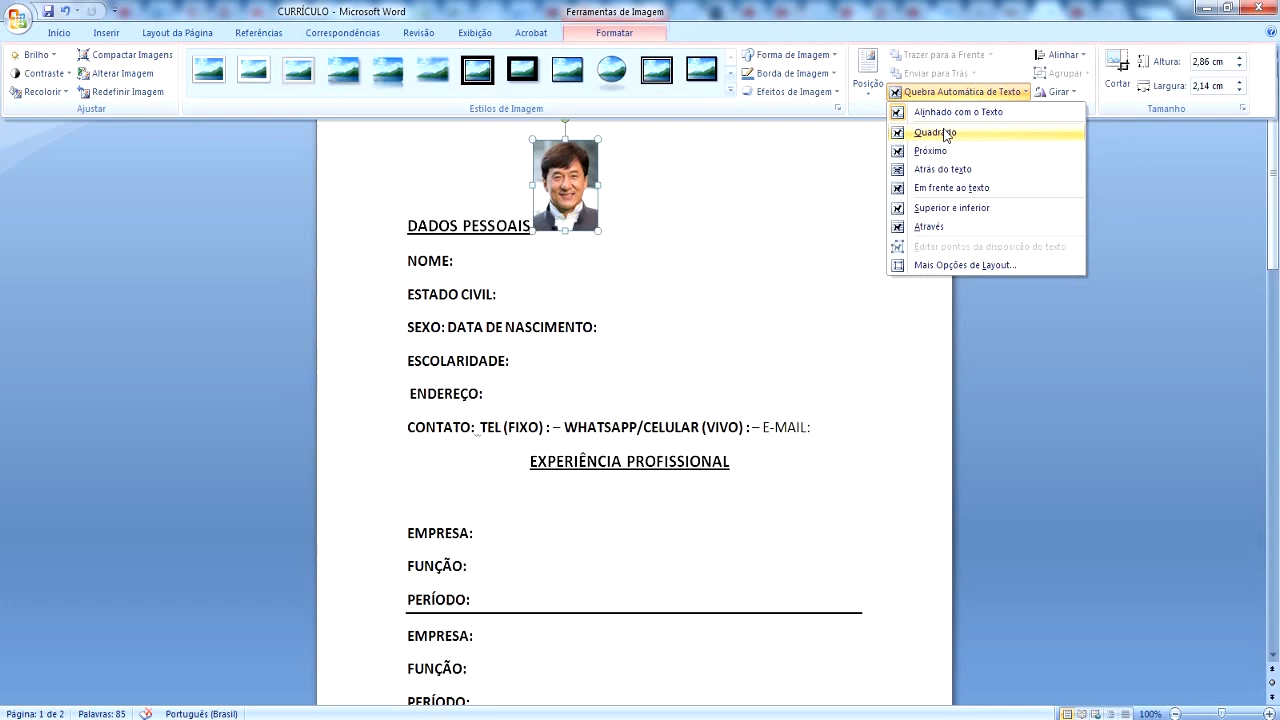 CURRÍCULO - Microsoft Word
Ferramentas de Imagem
Início
Inserir
Layout da Página
Referências
Correspondências
Revisão
Exibição
Acrobat
Formatar
Brilho
Contraste
Recolorir
Compactar Imagens
Alterar Imagem
Redefinir Imagem
Ajustar
Estilos de Imagem
Forma de Imagem
Borda de Imagem
Efeitos de Imagem
Posição
Trazer para a Frente
Enviar para Trás
Quebra Automática de Texto
Alinhar
Agrupar
Girar
Cortar
Altura: 2,86 cm
Largura: 2,14 cm
Tamanho
Alinhado com o Texto
Quadrado
Próximo
Atrás do texto
Em frente ao texto
Superior e inferior
Através
Editar pontos da disposição do texto
Mais Opções de Layout...
DADOS PESSOAIS
NOME:
ESTADO CIVIL:
SEXO: DATA DE NASCIMENTO:
ESCOLARIDADE:
ENDEREÇO:
CONTATO: TEL (FIXO) : – WHATSAPP/CELULAR (VIVO) : – E-MAIL:
EXPERIÊNCIA PROFISSIONAL
EMPRESA:
FUNÇÃO:
PERÍODO:
EMPRESA:
FUNÇÃO:
PERÍODO:
Página: 1 de 2
Palavras: 85
Português (Brasil)
100%